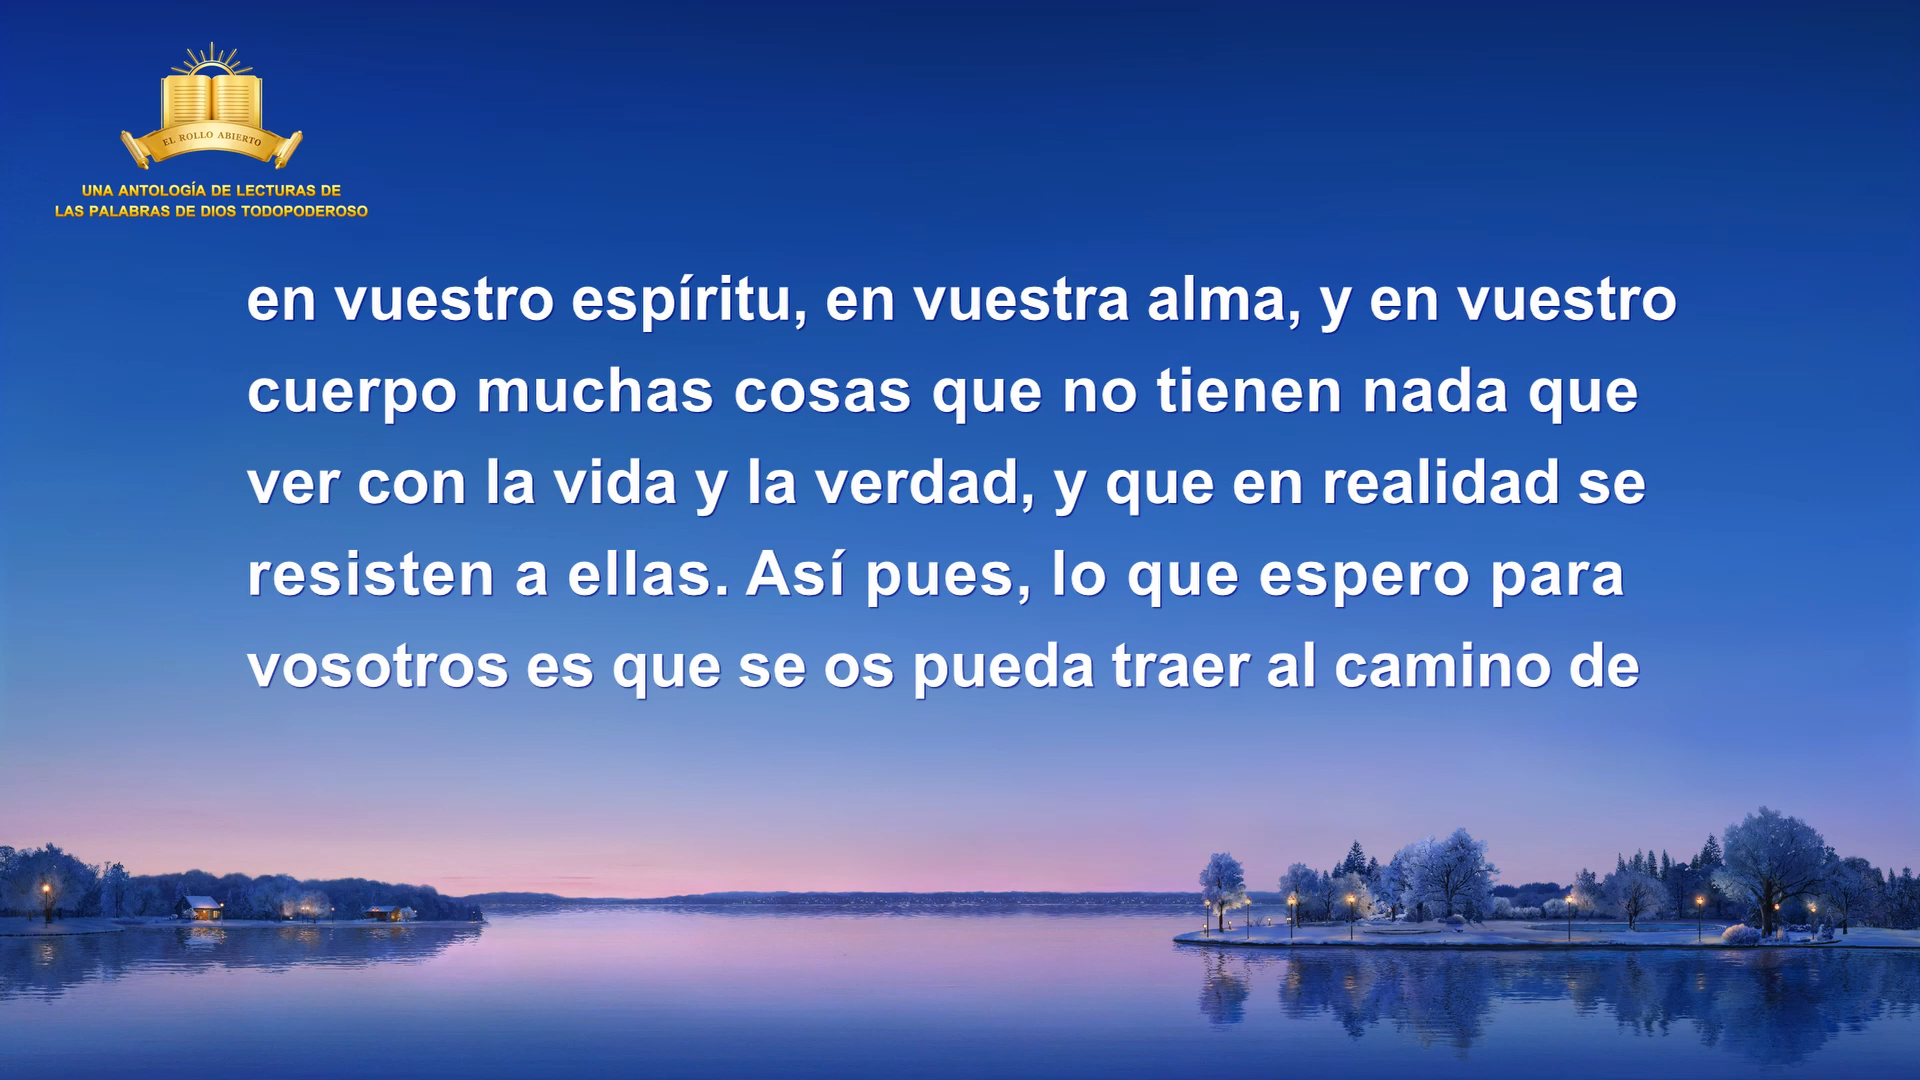 EL ROLLO ABIERTO
UNA ANTOLOGÍA DE LECTURAS DE
LAS PALABRAS DE DIOS TODOPODEROSO
en vuestro espíritu, en vuestra alma, y en vuestro
cuerpo muchas cosas que no tienen nada que
ver con la vida y la verdad, y que en realidad se
resisten a ellas. Así pues, lo que espero para
vosotros es que se os pueda traer al camino de